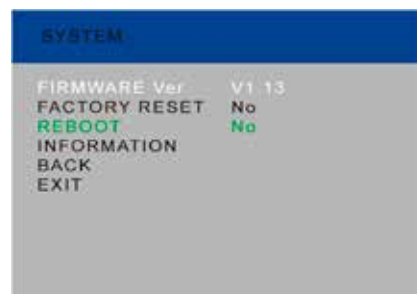 SYSTEM
FIRMWARE Ver V1.13
FACTORY RESET No
REBOOT No
INFORMATION
BACK
EXIT